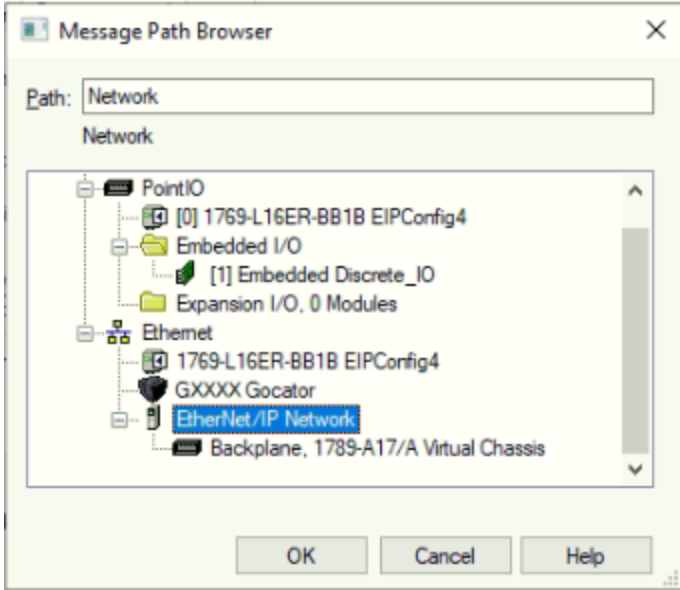 Message Path Browser
Path: Network
Network
PointIO
[0] 1769-L16ER-BB1B EIPConfig4
Embedded I/O
[1] Embedded Discrete_IO
Expansion I/O, 0 Modules
Ethernet
1769-L16ER-BB1B EIPConfig4
GXXXX Gocator
EtherNet/IP Network
Backplane, 1789-A17/A Virtual Chassis
OK Cancel Help